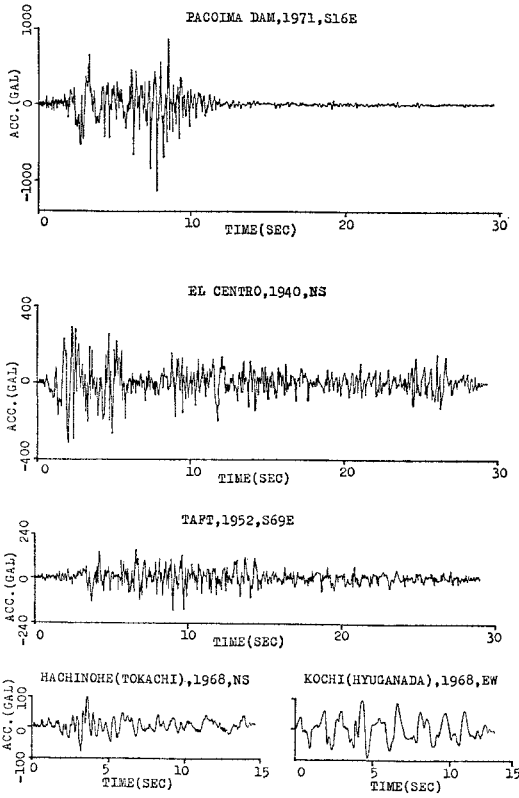 PACOIMA DAM,1971,S16E
1000
0
-1000
ACC.(GAL)
0 10 20 30
TIME(SEC)
EL CENTRO,1940,NS
400
0
-400
ACC.(GAL)
0 10 20 30
TIME(SEC)
TAFT,1952,S69E
240
0
-240
ACC.(GAL)
0 10 20 30
TIME(SEC)
HACHINOHE(TOKACHI),1968,NS
100
0
-100
ACC.(GAL)
0 5 10 15
TIME(SEC)
KOCHI(HYUGANADA),1968,EW
5 10 15
TIME(SEC)